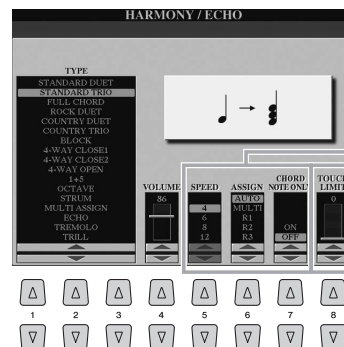 HARMONY / ECHO
TYPE
STANDARD DUET
STANDARD TRIO
FULL CHORD
ROCK DUET
COUNTRY DUET
COUNTRY TRIO
BLOCK
4-WAY CLOSE1
4-WAY CLOSE2
4-WAY OPEN
1+5
OCTAVE
STRUM
MULTI ASSIGN
ECHO
TREMOLO
TRILL
VOLUME
86
SPEED
4
6
8
12
ASSIGN
AUTO
MULTI
R1
R2
R3
CHORD
NOTE ONLY
ON
OFF
TOUCH
LIMIT
0
1 2 3 4 5 6 7 8